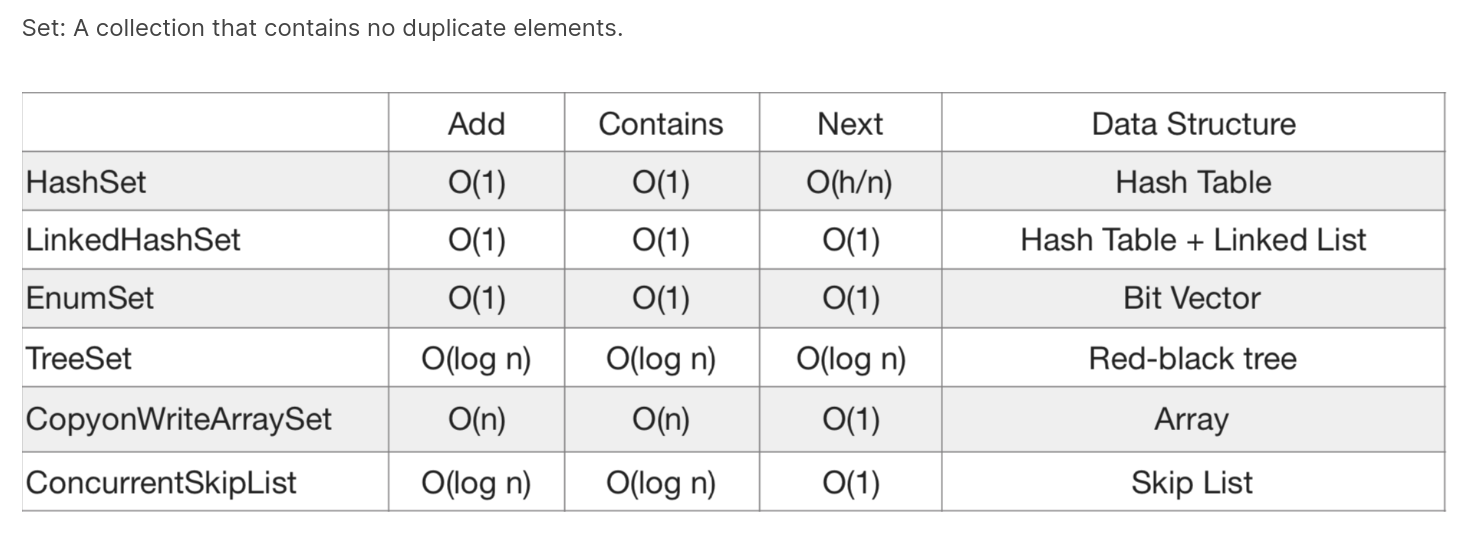 Set: A collection that contains no duplicate elements.
Add Contains Next Data Structure
HashSet O(1) O(1) O(h/n) Hash Table
LinkedHashSet O(1) O(1) O(1) Hash Table + Linked List
EnumSet O(1) O(1) O(1) Bit Vector
TreeSet O(log n) O(log n) O(log n) Red-black tree
CopyonWriteArraySet O(n) O(n) O(1) Array
ConcurrentSkipList O(log n) O(log n) O(1) Skip List